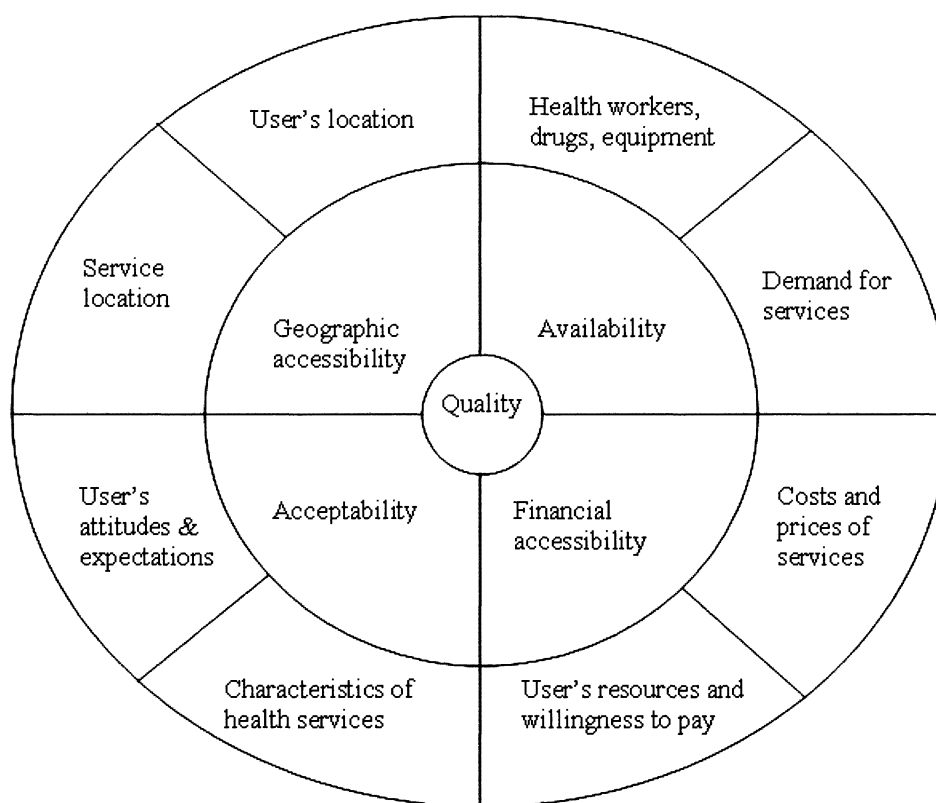 User's location
Health workers,
drugs, equipment
Service
location
Demand for
services
Geographic
accessibility
Availability
Quality
User's
attitudes &
expectations
Acceptability
Financial
accessibility
Costs and
prices of
services
Characteristics of
health services
User's resources and
willingness to pay